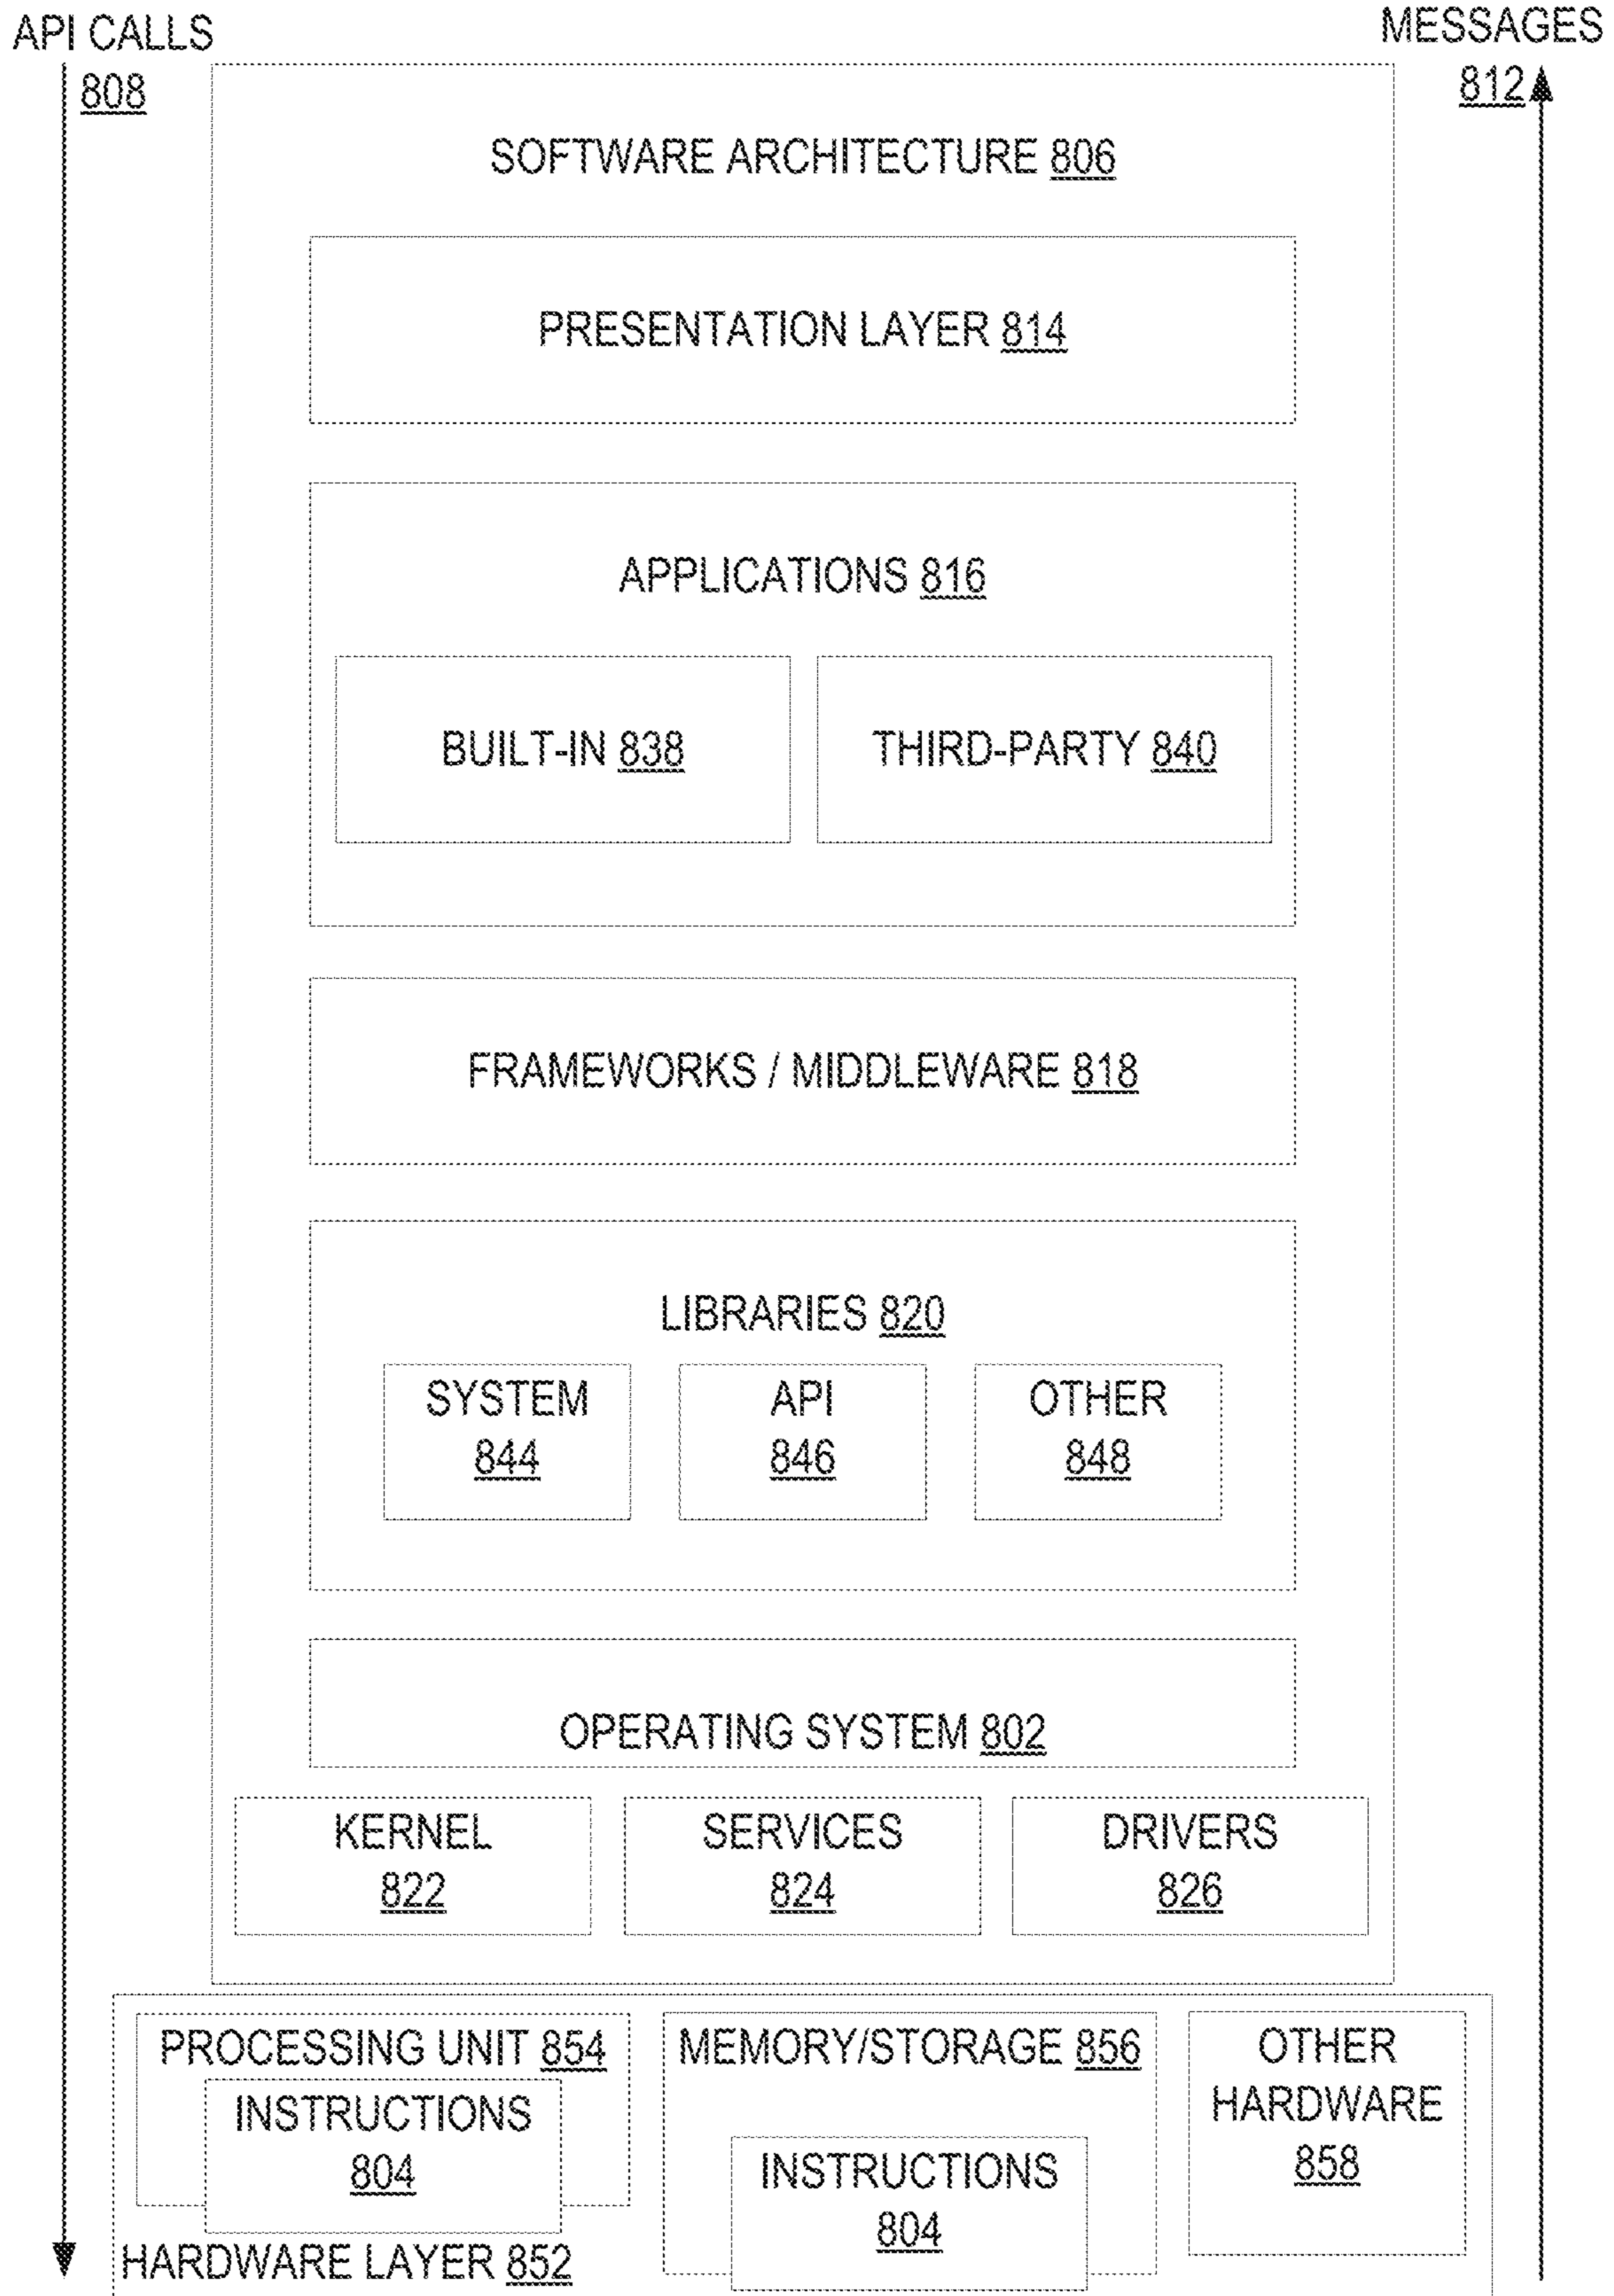 API CALLS
808
MESSAGES
812
SOFTWARE ARCHITECTURE 806
PRESENTATION LAYER 814
APPLICATIONS 816
BUILT-IN 838
THIRD-PARTY 840
FRAMEWORKS / MIDDLEWARE 818
LIBRARIES 820
SYSTEM
844
API
846
OTHER
848
OPERATING SYSTEM 802
KERNEL
822
SERVICES
824
DRIVERS
826
PROCESSING UNIT 854
INSTRUCTIONS
804
MEMORY/STORAGE 856
INSTRUCTIONS
804
OTHER
HARDWARE
858
HARDWARE LAYER 852